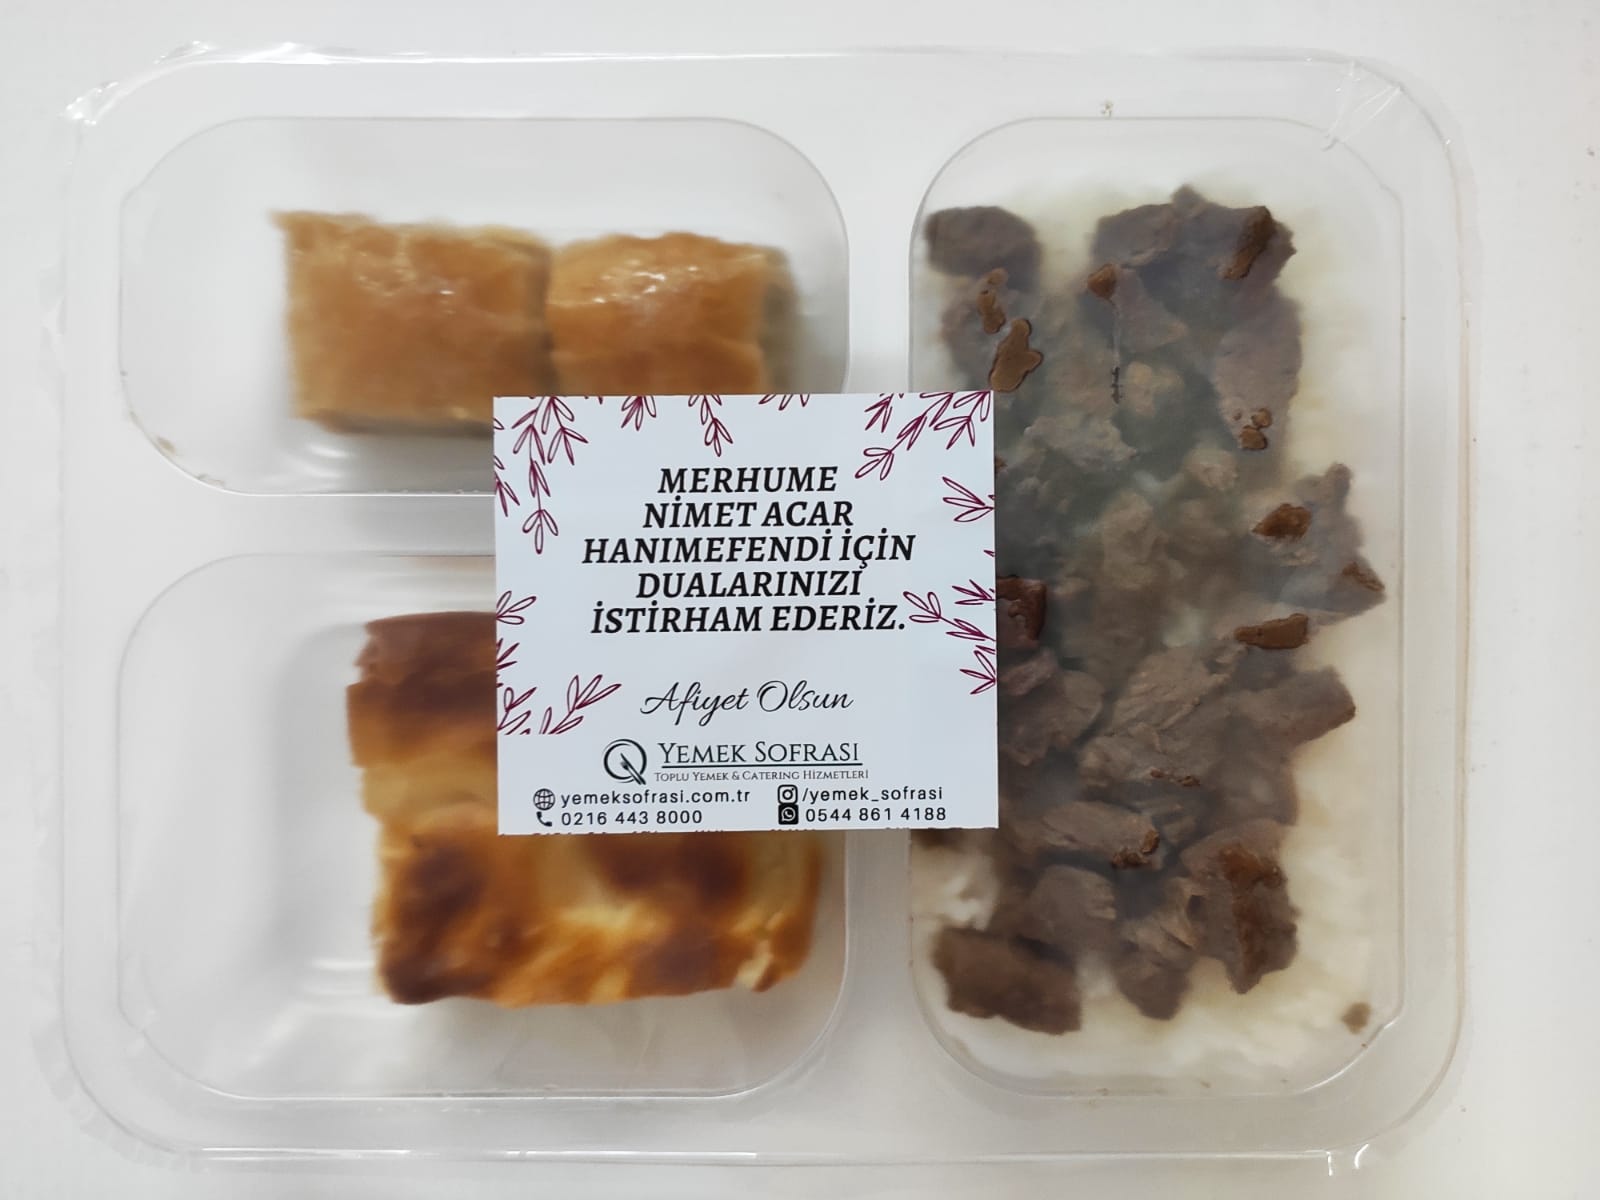 MERHUME
NİMET ACAR
HANIMEFENDİ İÇİN
DUALARINIZI
İSTİRHAM EDERİZ.
Afiyet Olsun
YEMEK SOFRASI
TOPLU YEMEK & CATERING HİZMETLERİ
yemeksofrasi.com.tr
/yemek_sofrasi
0216 443 8000
0544 861 4188